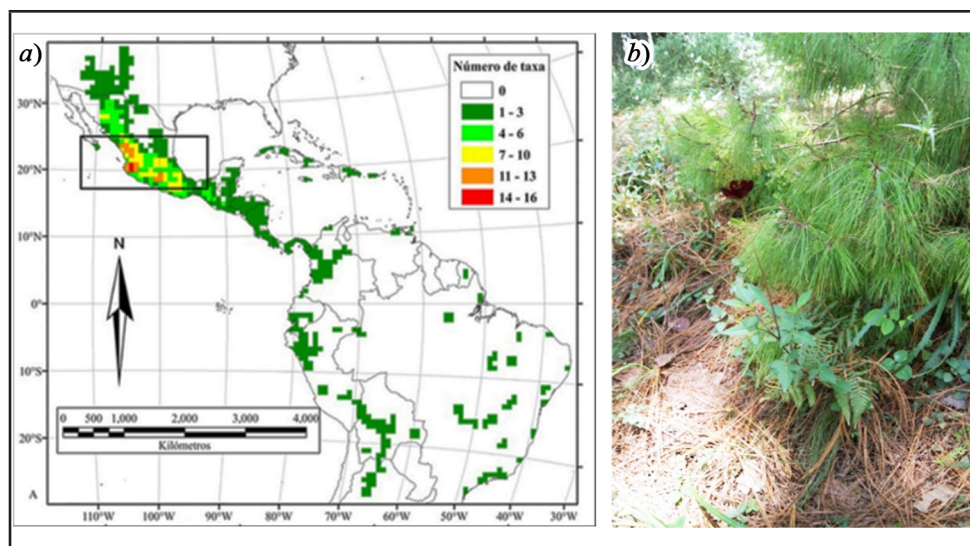 a)
Número de taxa
0
1 - 3
4 - 6
7 - 10
11 - 13
14 - 16
30°N
20°N
10°N
0°
10°S
20°S
N
0 500 1,000 2,000 3,000 4,000
Kilómetros
A
110°W 100°W 90°W 80°W 70°W 60°W 50°W 40°W 30°W
b)